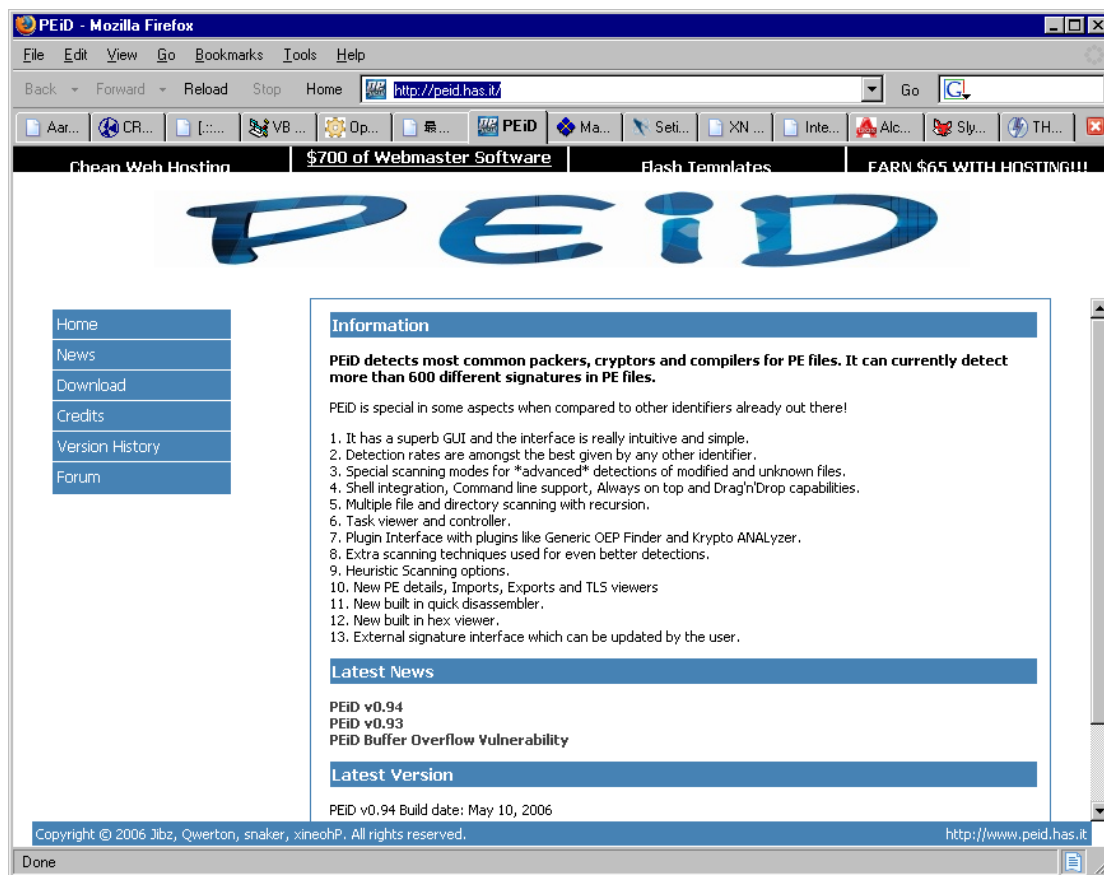 PEiD - Mozilla Firefox
File Edit View Go Bookmarks Tools Help
Back Forward Reload Stop Home http://peid.has.it/ Go G
Aar... CR... [.::... VB... Op... 最... PEiD Ma... Seti... XN ... Inte... Alc... Sly... TH...
Cheap Web Hosting $700 of Webmaster Software Flash Templates EARN $65 WITH HOSTING!!!
PEiD
Home
News
Download
Credits
Version History
Forum
Information
PEiD detects most common packers, cryptors and compilers for PE files. It can currently detect
more than 600 different signatures in PE files.
PEiD is special in some aspects when compared to other identifiers already out there!
1. It has a superb GUI and the interface is really intuitive and simple.
2. Detection rates are amongst the best given by any other identifier.
3. Special scanning modes for *advanced* detections of modified and unknown files.
4. Shell integration, Command line support, Always on top and Drag'n'Drop capabilities.
5. Multiple file and directory scanning with recursion.
6. Task viewer and controller.
7. Plugin Interface with plugins like Generic OEP Finder and Krypto ANALyzer.
8. Extra scanning techniques used for even better detections.
9. Heuristic Scanning options.
10. New PE details, Imports, Exports and TLS viewers
11. New built in quick disassembler.
12. New built in hex viewer.
13. External signature interface which can be updated by the user.
Latest News
PEiD v0.94
PEiD v0.93
PEiD Buffer Overflow Vulnerability
Latest Version
PEiD v0.94 Build date: May 10, 2006
Copyright © 2006 Jibz, Qwerton, snaker, xineohP. All rights reserved. http://www.peid.has.it
Done